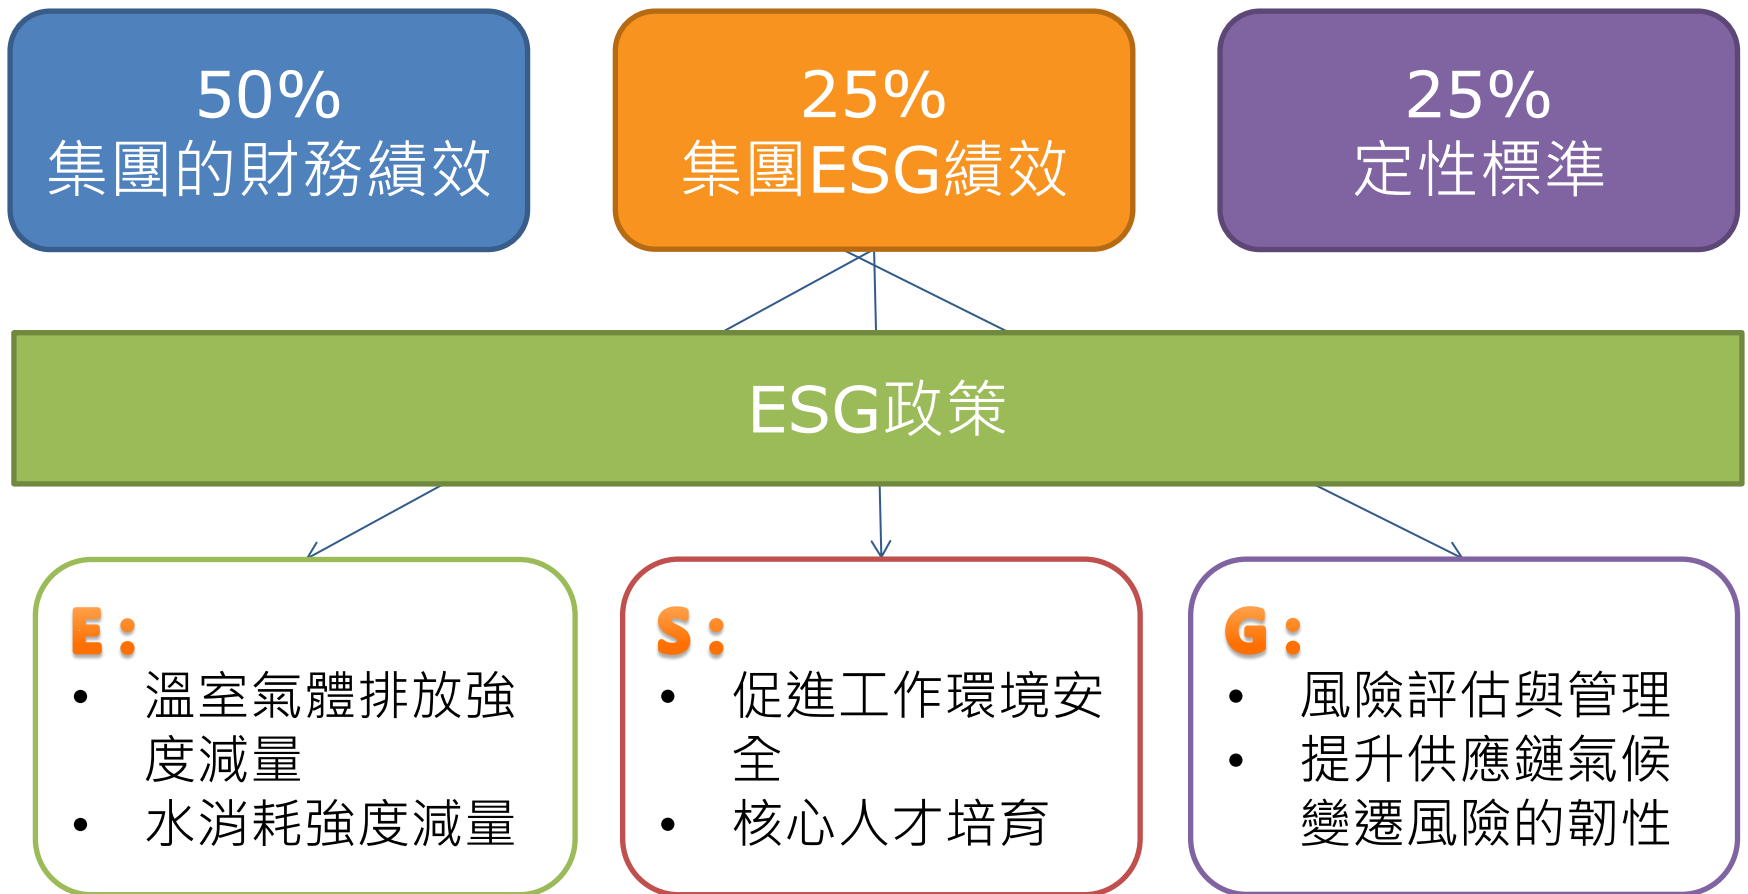 50%
集團的財務績效
25%
集團ESG績效
25%
定性標準
ESG政策
E：
• 溫室氣體排放強
度減量
• 水消耗強度減量
S：
• 促進工作環境安
全
• 核心人才培育
G：
• 風險評估與管理
• 提升供應鏈氣候
變遷風險的韌性